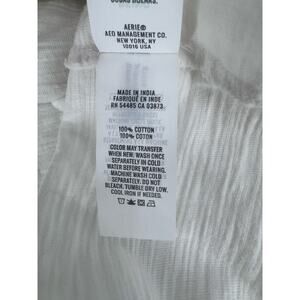 AERIE®
AEO MANAGEMENT CO.
NEW YORK, NY
10016 USA
MADE IN INDIA
FABRIQUÉ EN INDE
RN 54485 CA 03873
100% COTTON
100% COTON
COLOR MAY TRANSFER
WHEN NEW: WASH ONCE
SEPARATELY IN COLD
WATER BEFORE WEARING.
MACHINE WASH COLD
SEPARATELY. DO NOT
BLEACH. TUMBLE DRY LOW.
COOL IRON IF NEEDED.